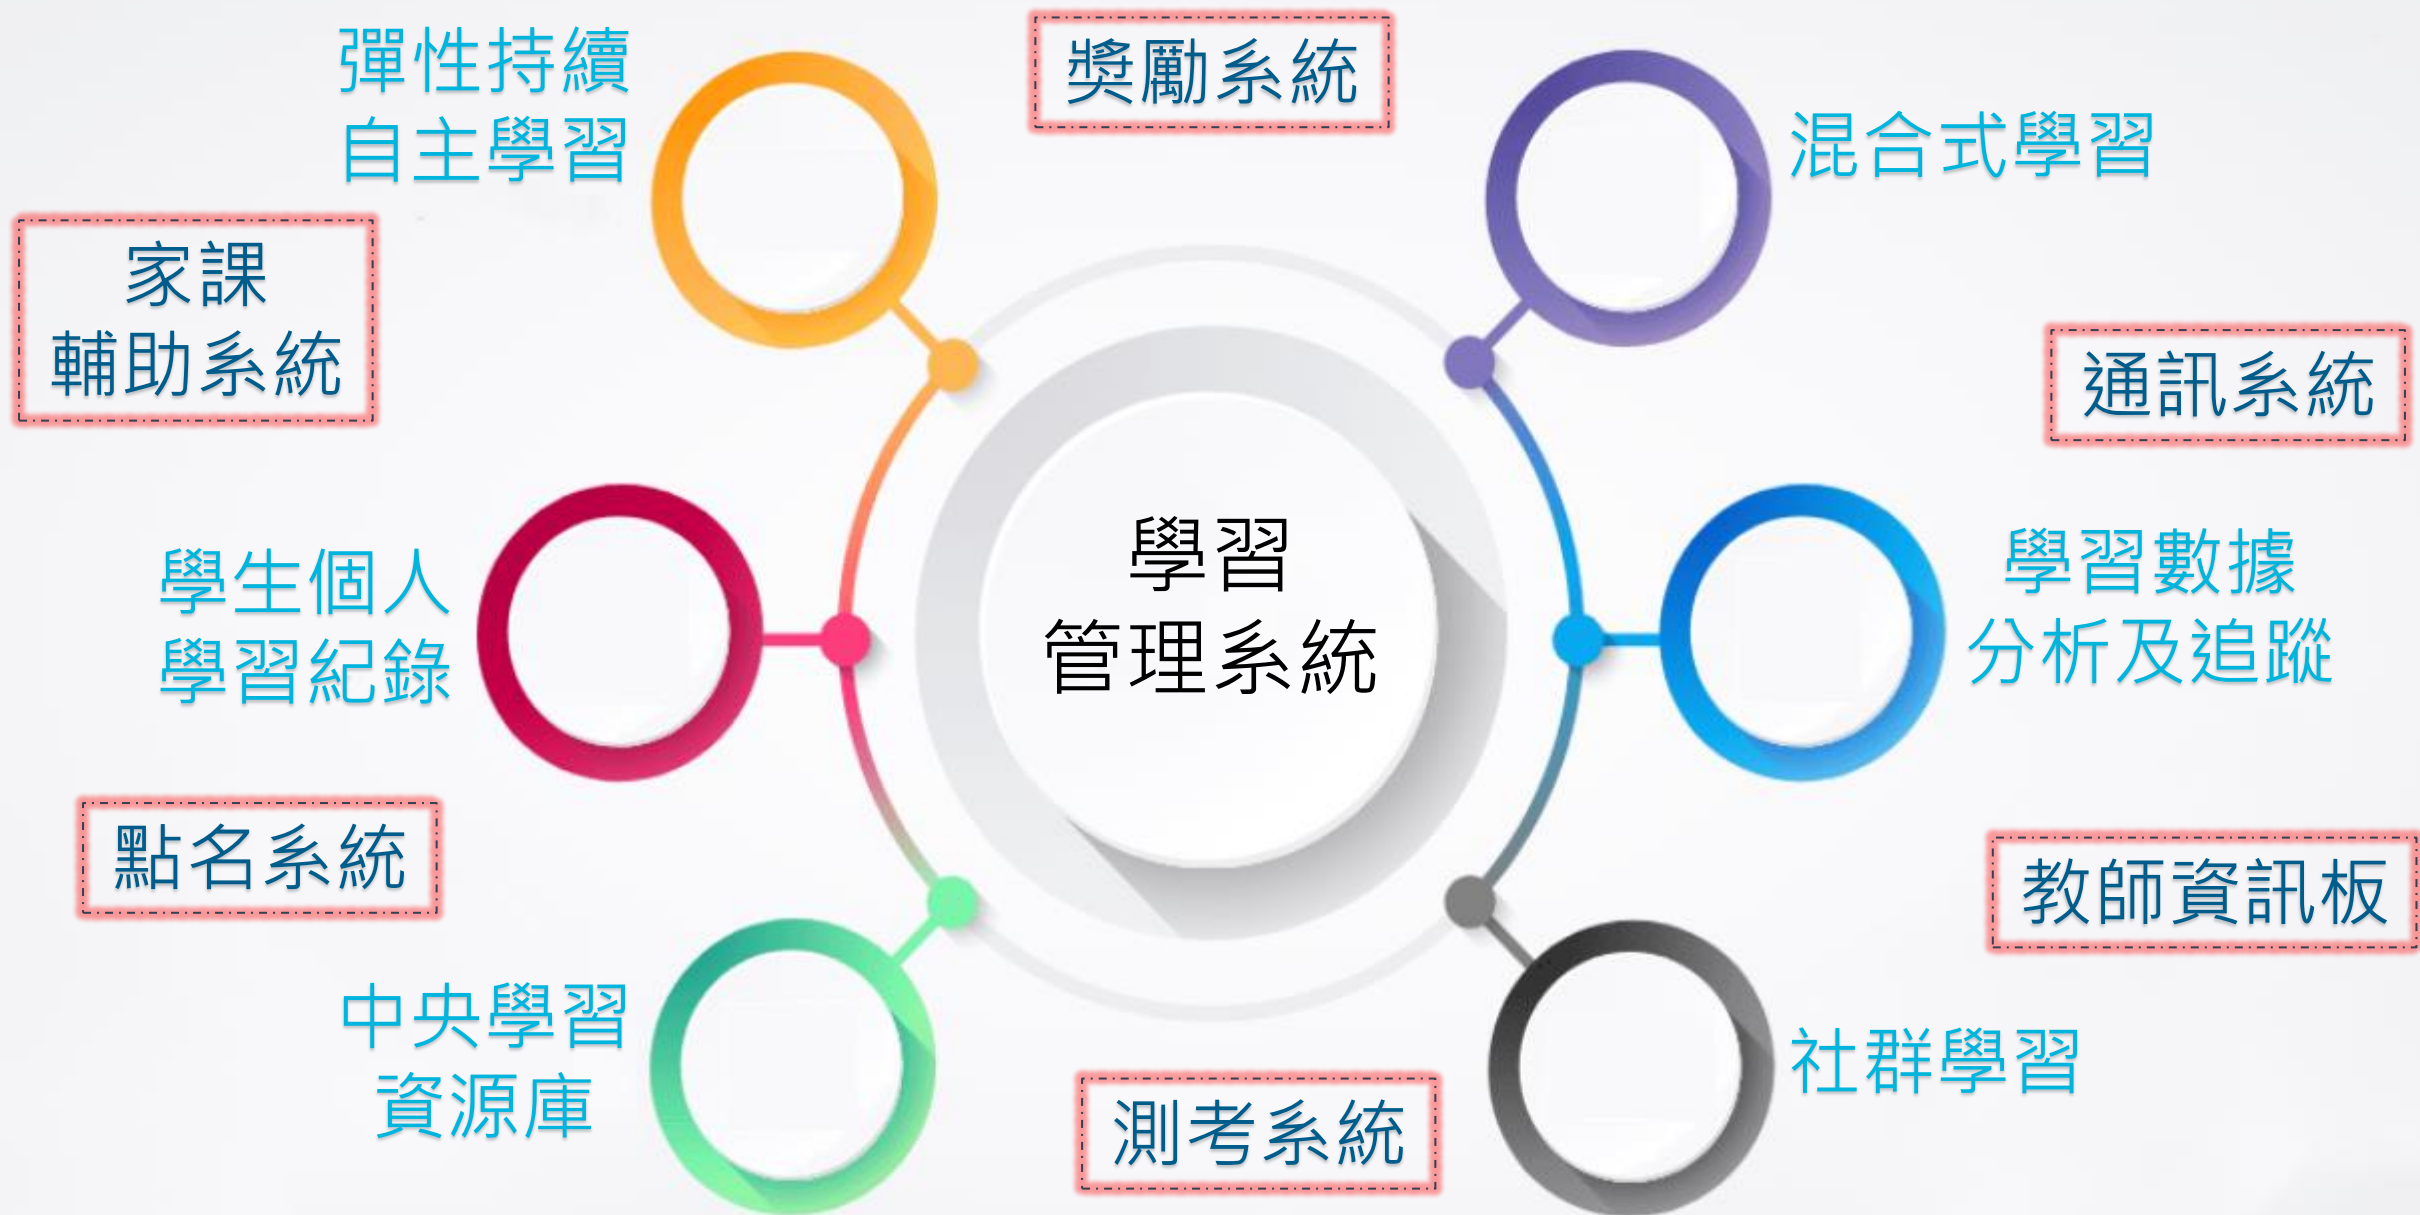 彈性持續
自主學習
獎勵系統
混合式學習
家課
輔助系統
通訊系統
學習
管理系統
學生個人
學習紀錄
學習數據
分析及追蹤
點名系統
教師資訊板
中央學習
資源庫
測考系統
社群學習